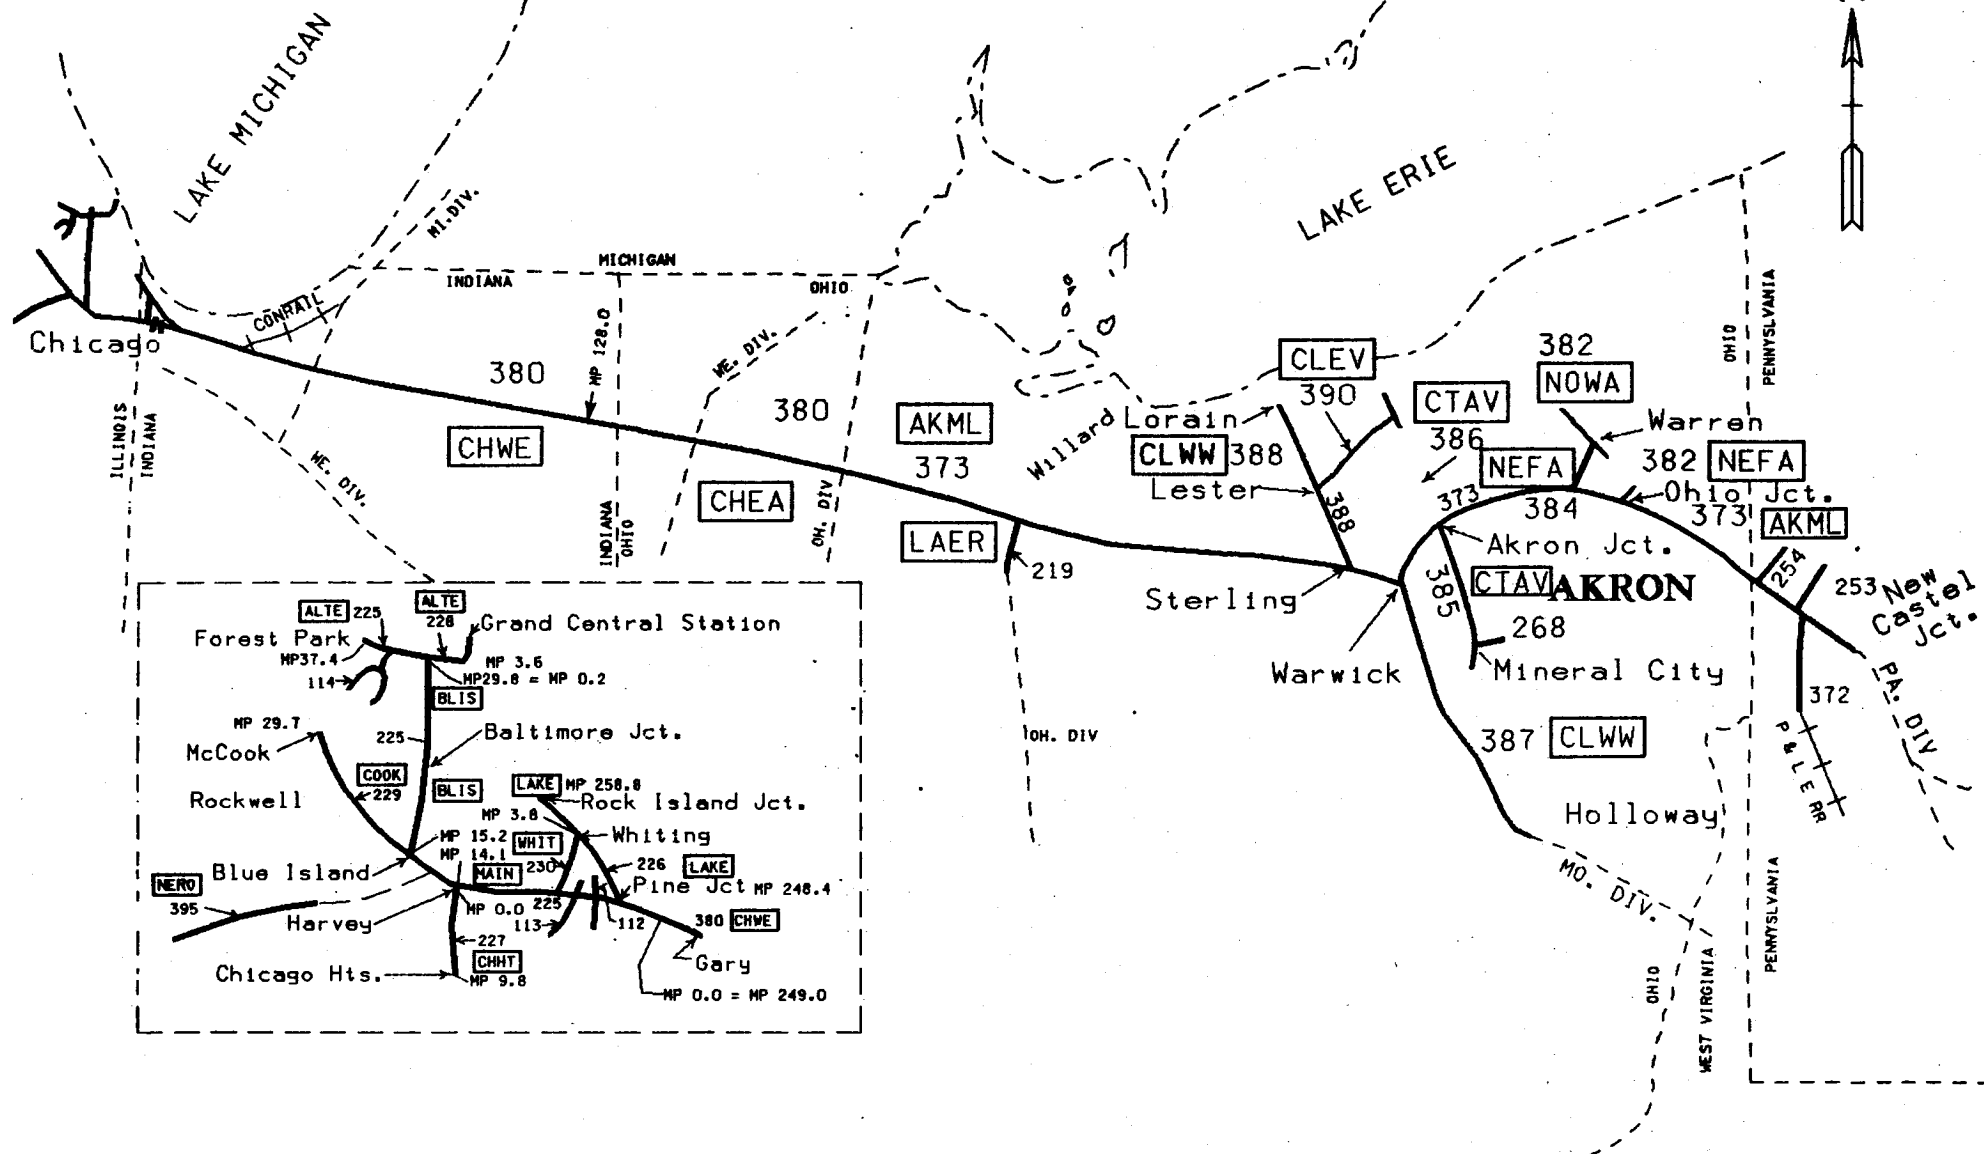 LAKE MICHIGAN
MI.DIV.
CONRAIL
Chicago
ILLINOIS
INDIANA
WE. DIV.
INDIANA
MICHIGAN
OHIO
MP 128.0
380
CHWE
INDIANA
OHIO
WE. DIV.
380
CHEA
OH. DIV
AKML
373
LAER
219
OH. DIV
Willard
LAKE ERIE
CLEV
390
Lorain
CLWW 388
Lester
388
Sterling
CTAV
386
382
NOWA
Warren
NEFA
382 NEFA
Ohio Jct.
373
384
373
AKML
Akron Jct.
385
CTAV AKRON
268
Mineral City
Warwick
387 CLWW
Holloway
MO. DIV.
OHIO
PENNYSLVANIA
254
253 New
Castel
Jct.
372
P & L E RR
PA. DIV
PENNYSLVANIA
OHIO
WEST VIRGINIA
ALTE 225
ALTE
228
Grand Central Station
Forest Park
MP37.4
114
MP 3.6
MP29.8 = MP 0.2
BLIS
MP 29.7
McCook
225
Baltimore Jct.
COOK
229
BLIS
Rockwell
LAKE MP 258.8
Rock Island Jct.
MP 3.8
Whiting
MP 15.2
MP 14.1
WHIT
230
226 LAKE
Blue Island
MAIN
Pine Jct MP 248.4
NERO
395
MP 0.0
225
Harvey
113
112
380 CHWE
227
CHHT
Chicago Hts.
MP 9.8
Gary
MP 0.0 = MP 249.0